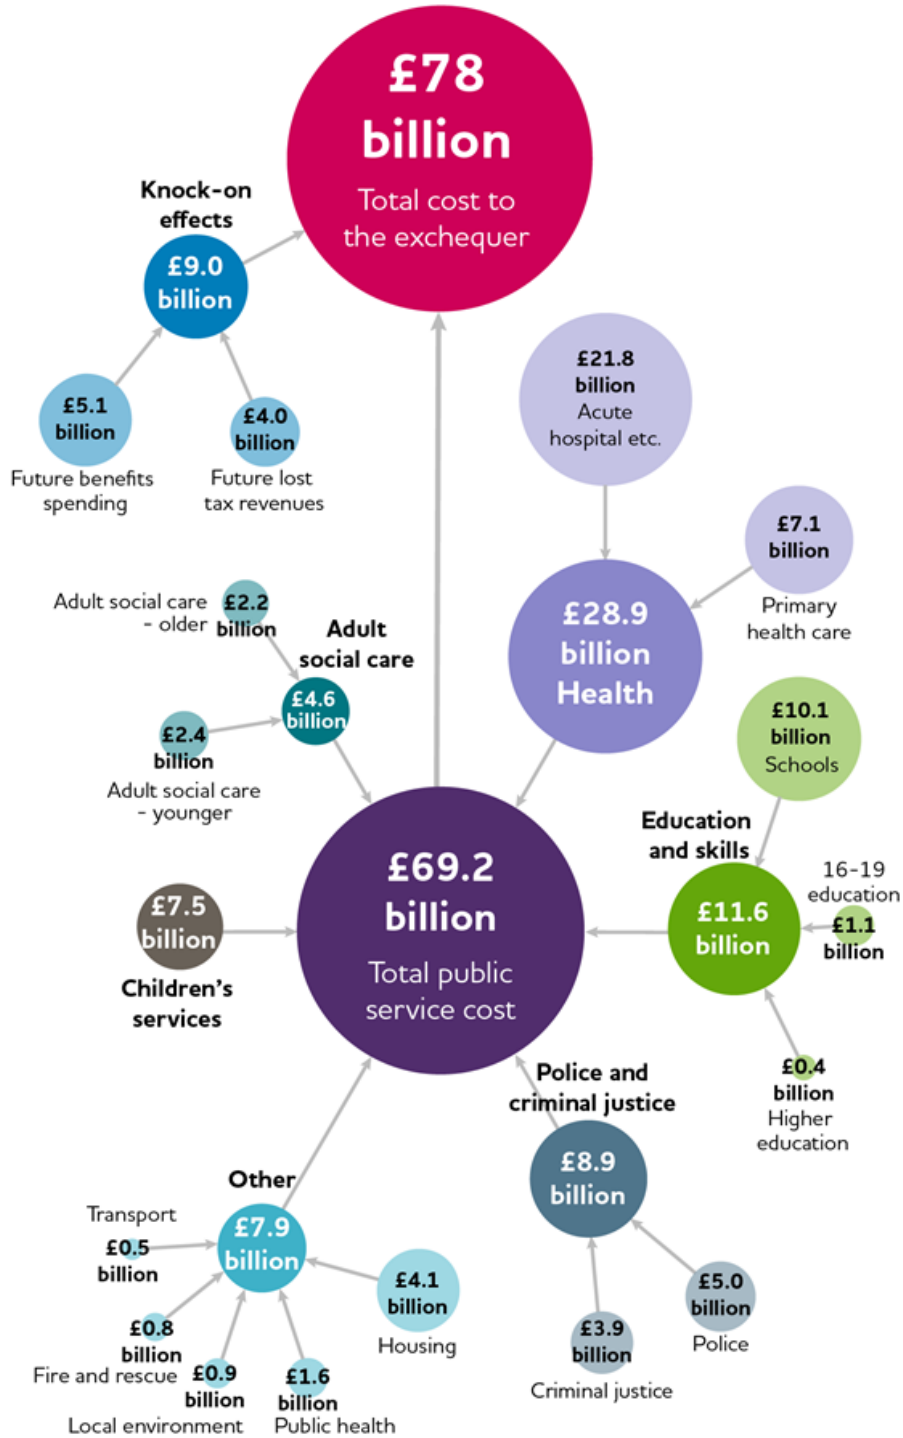 £78
billion
Total cost to
the exchequer
Knock-on
effects
£9.0
billion
£5.1
billion
Future benefits
spending
£4.0
billion
Future lost
tax revenues
£21.8
billion
Acute
hospital etc.
£7.1
billion
Primary
health care
£28.9
billion
Health
Adult social care
- older
£2.2
billion
Adult
social care
£4.6
billion
£2.4
billion
Adult social care
- younger
£10.1
billion
Schools
Education
and skills
£11.6
billion
16-19
education
£1.1
billion
£0.4
billion
Higher
education
£69.2
billion
Total public
service cost
£7.5
billion
Children's
services
Police and
criminal justice
£8.9
billion
£5.0
billion
Police
£3.9
billion
Criminal justice
Other
£7.9
billion
Transport
£0.5
billion
£0.8
billion
Fire and rescue
£0.9
billion
Local environment
£1.6
billion
Public health
£4.1
billion
Housing